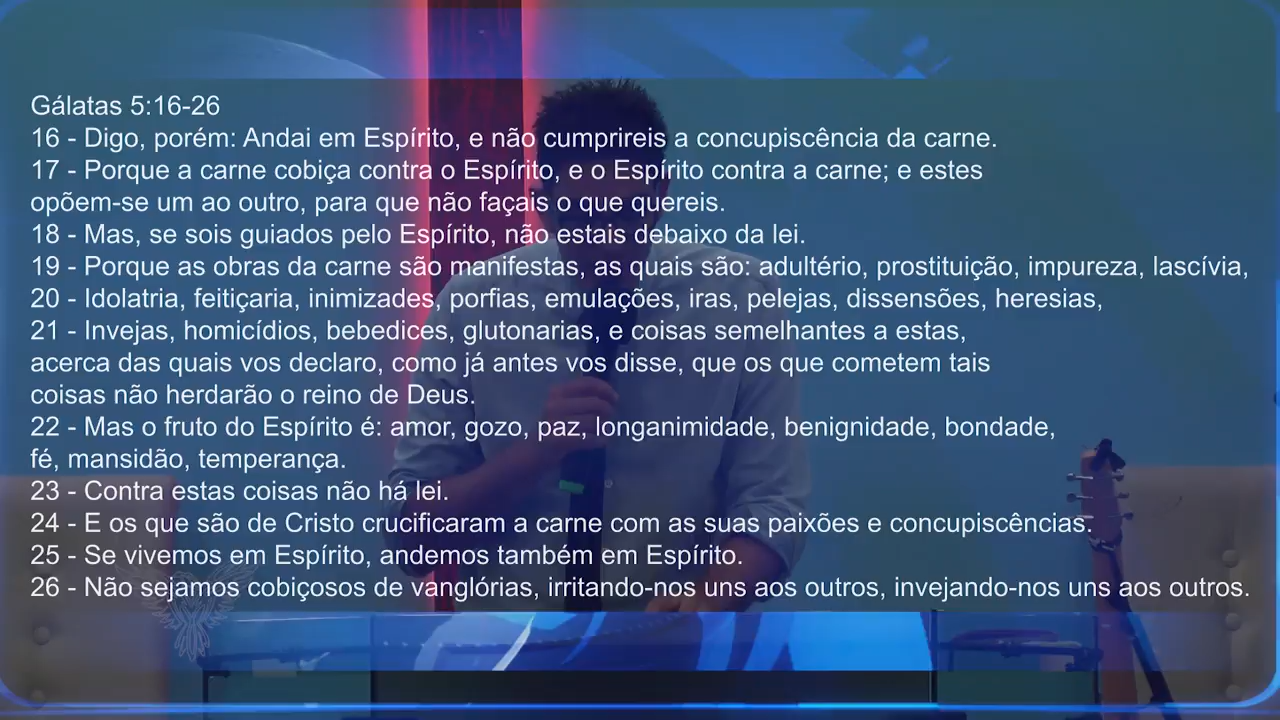 Gálatas 5:16-26
16 - Digo, porém: Andai em Espírito, e não cumprireis a concupiscência da carne.
17 - Porque a carne cobiça contra o Espírito, e o Espírito contra a carne; e estes
opõem-se um ao outro, para que não façais o que quereis.
18 - Mas, se sois guiados pelo Espírito, não estais debaixo da lei.
19 - Porque as obras da carne são manifestas, as quais são: adultério, prostituição, impureza, lascívia,
20 - Idolatria, feitiçaria, inimizades, porfias, emulações, iras, pelejas, dissensões, heresias,
21 - Invejas, homicídios, bebedices, glutonarias, e coisas semelhantes a estas,
acerca das quais vos declaro, como já antes vos disse, que os que cometem tais
coisas não herdarão o reino de Deus.
22 - Mas o fruto do Espírito é: amor, gozo, paz, longanimidade, benignidade, bondade,
fé, mansidão, temperança.
23 - Contra estas coisas não há lei.
24 - E os que são de Cristo crucificaram a carne com as suas paixões e concupiscências.
25 - Se vivemos em Espírito, andemos também em Espírito.
26 - Não sejamos cobiçosos de vanglórias, irritando-nos uns aos outros, invejando-nos uns aos outros.